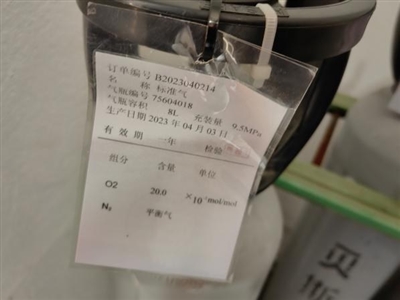 订单编号 B2023040214
名 称 标准气
气瓶编号 75604018
气瓶容积 8L 充装量 9.5MPa
生产日期 2023 年 04 月 03 日
有 效 期 一年 检验
组分 含量 单位
O2 20.0 ×10 mol/mol
N₂ 平衡气
贝
斯